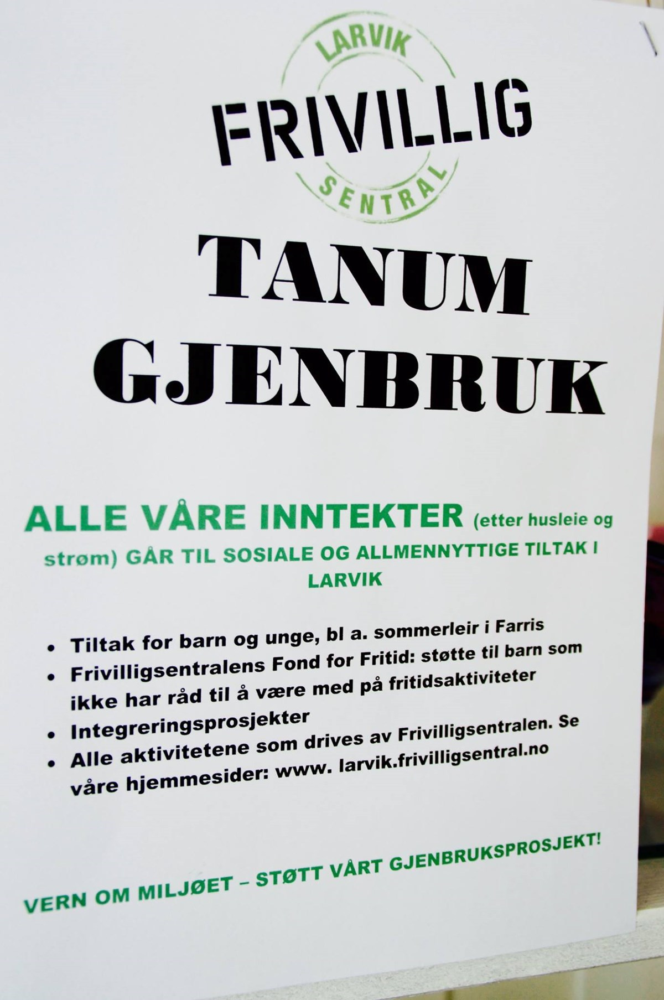 LARVIK
FRIVILLIG
SENTRAL
TANUM
GJENBRUK
ALLE VÅRE INNTEKTER (etter husleie og
strøm) GÅR TIL SOSIALE OG ALLMENNYTTIGE TILTAK I
LARVIK
• Tiltak for barn og unge, bl a. sommerleir i Farris
• Frivilligsentralens Fond for Fritid: støtte til barn som
ikke har råd til å være med på fritidsaktiviteter
• Integreringsprosjekter
• Alle aktivitetene som drives av Frivilligsentralen. Se
våre hjemmesider: www. larvik.frivilligsentral.no
VERN OM MILJØET – STØTT VÅRT GJENBRUKSPROSJEKT!